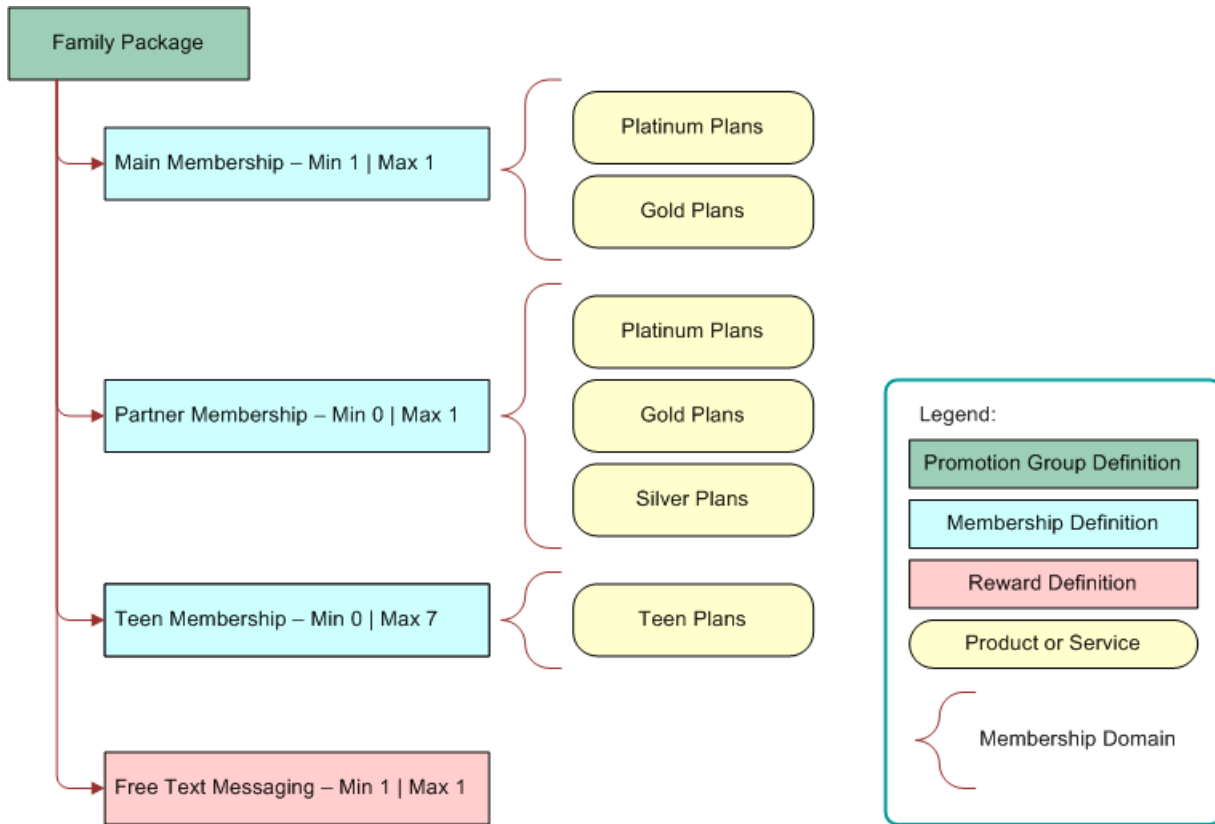 Family Package
Main Membership – Min 1 | Max 1
Platinum Plans
Gold Plans
Partner Membership – Min 0 | Max 1
Platinum Plans
Gold Plans
Silver Plans
Teen Membership – Min 0 | Max 7
Teen Plans
Free Text Messaging – Min 1 | Max 1
Legend:
Promotion Group Definition
Membership Definition
Reward Definition
Product or Service
Membership Domain